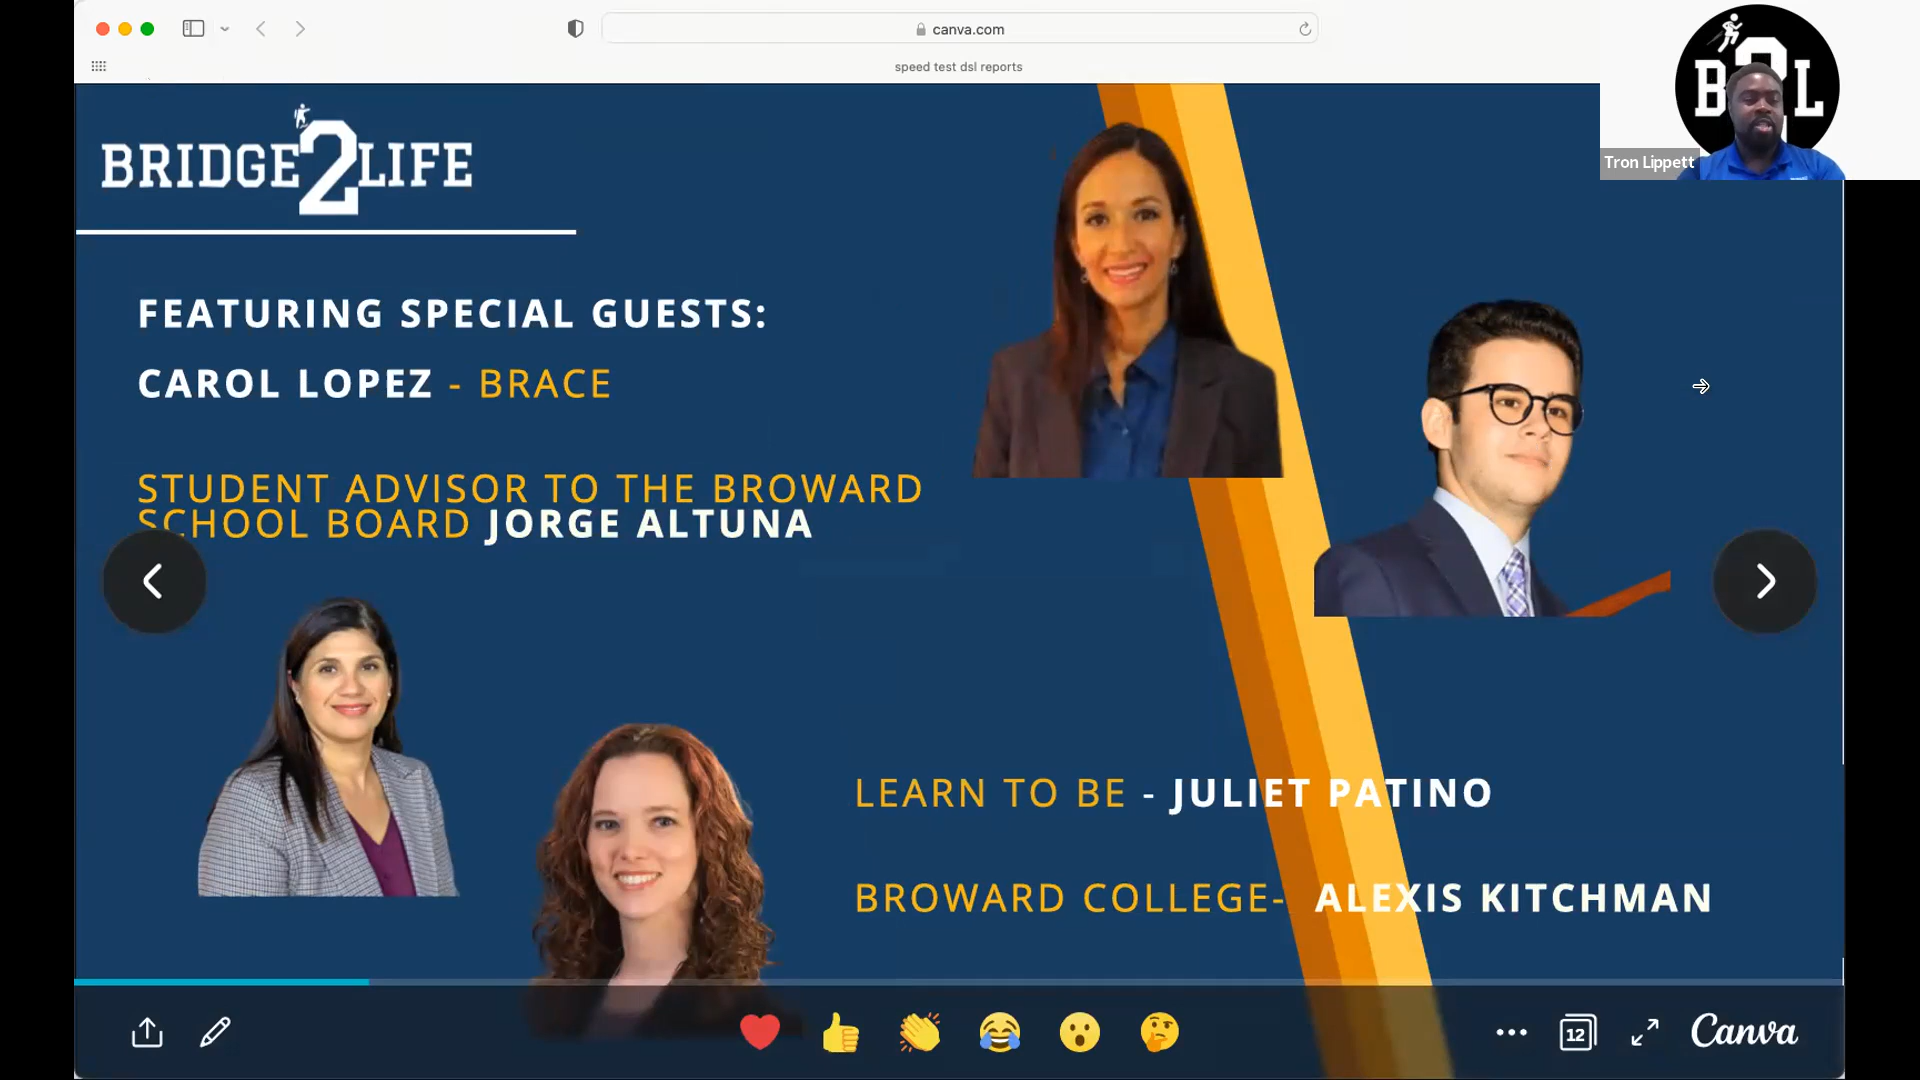 canva.com
speed test dsl reports
B2L
Tron Lippett
BRIDGE2LIFE
FEATURING SPECIAL GUESTS:
CAROL LOPEZ - BRACE
STUDENT ADVISOR TO THE BROWARD
SCHOOL BOARD JORGE ALTUNA
LEARN TO BE - JULIET PATINO
BROWARD COLLEGE- ALEXIS KITCHMAN
12
Canva